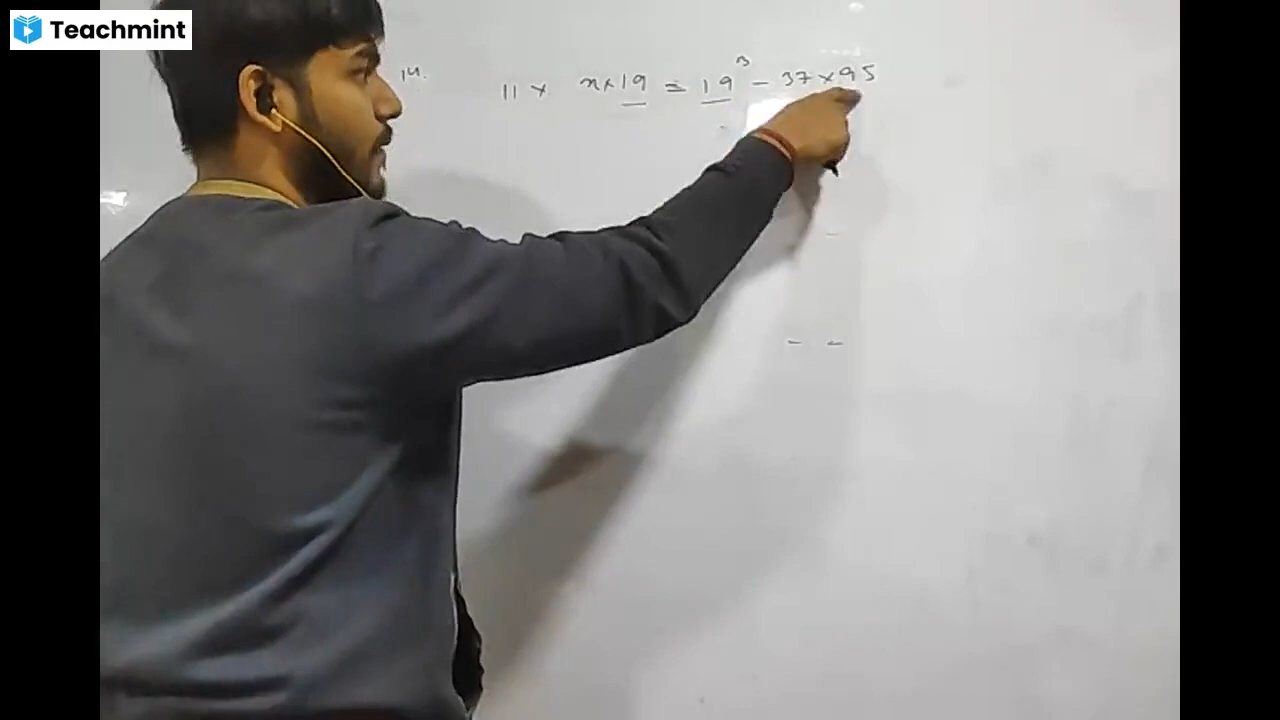 Teachmint
14. 11 x x x 19 = 19³ - 37 x 95